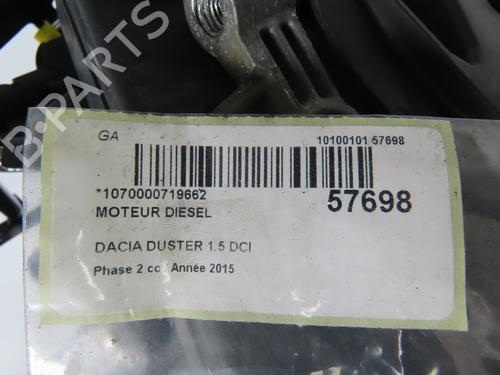 GA
10100101 57698
*1070000719662
57698
MOTEUR DIESEL
DACIA DUSTER 1.5 DCI
Phase 2 cc / Année 2015
B-PARTS